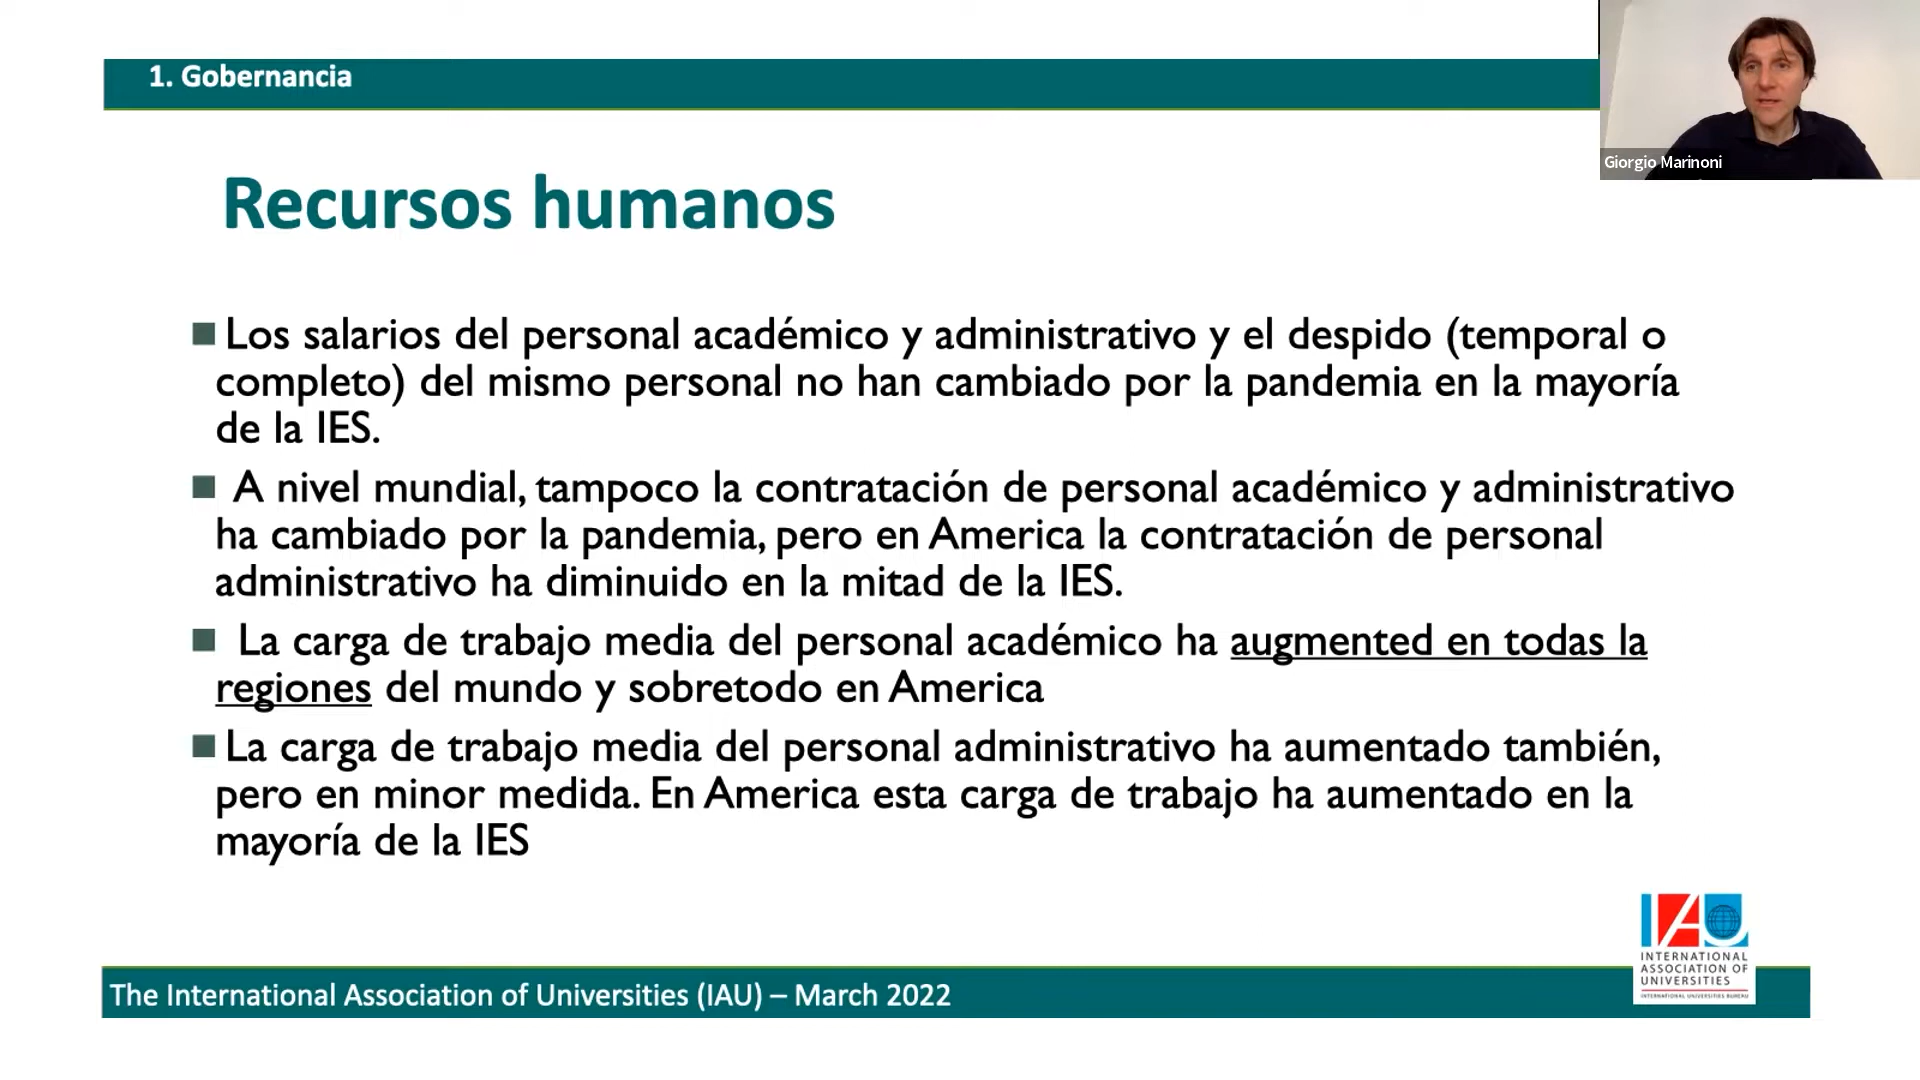 1. Gobernancia
Giorgio Marinoni
Recursos humanos
Los salarios del personal académico y administrativo y el despido (temporal o
completo) del mismo personal no han cambiado por la pandemia en la mayoría
de la IES.
A nivel mundial, tampoco la contratación de personal académico y administrativo
ha cambiado por la pandemia, pero en America la contratación de personal
administrativo ha diminuido en la mitad de la IES.
La carga de trabajo media del personal académico ha augmented en todas la
regiones del mundo y sobretodo en America
La carga de trabajo media del personal administrativo ha aumentado también,
pero en minor medida. En America esta carga de trabajo ha aumentado en la
mayoría de la IES
IAU
INTERNATIONAL
ASSOCIATION OF
UNIVERSITIES
INTERNATIONAL UNIVERSITIES BUREAU
The International Association of Universities (IAU) – March 2022